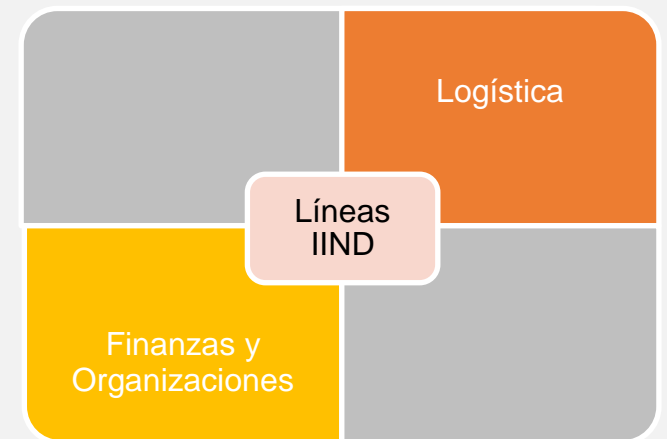 Logística
Líneas
IIND
Finanzas y
Organizaciones